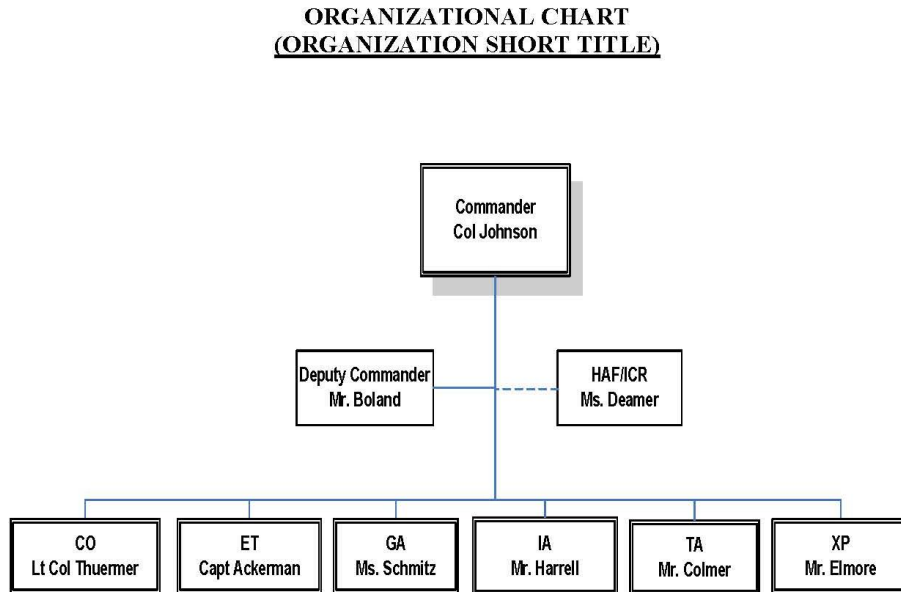 ORGANIZATIONAL CHART
(ORGANIZATION SHORT TITLE)
Commander
Col Johnson
Deputy Commander
Mr. Boland
HAF/ICR
Ms. Deamer
CO
Lt Col Thuermer
ET
Capt Ackerman
GA
Ms. Schmitz
IA
Mr. Harrell
TA
Mr. Colmer
XP
Mr. Elmore